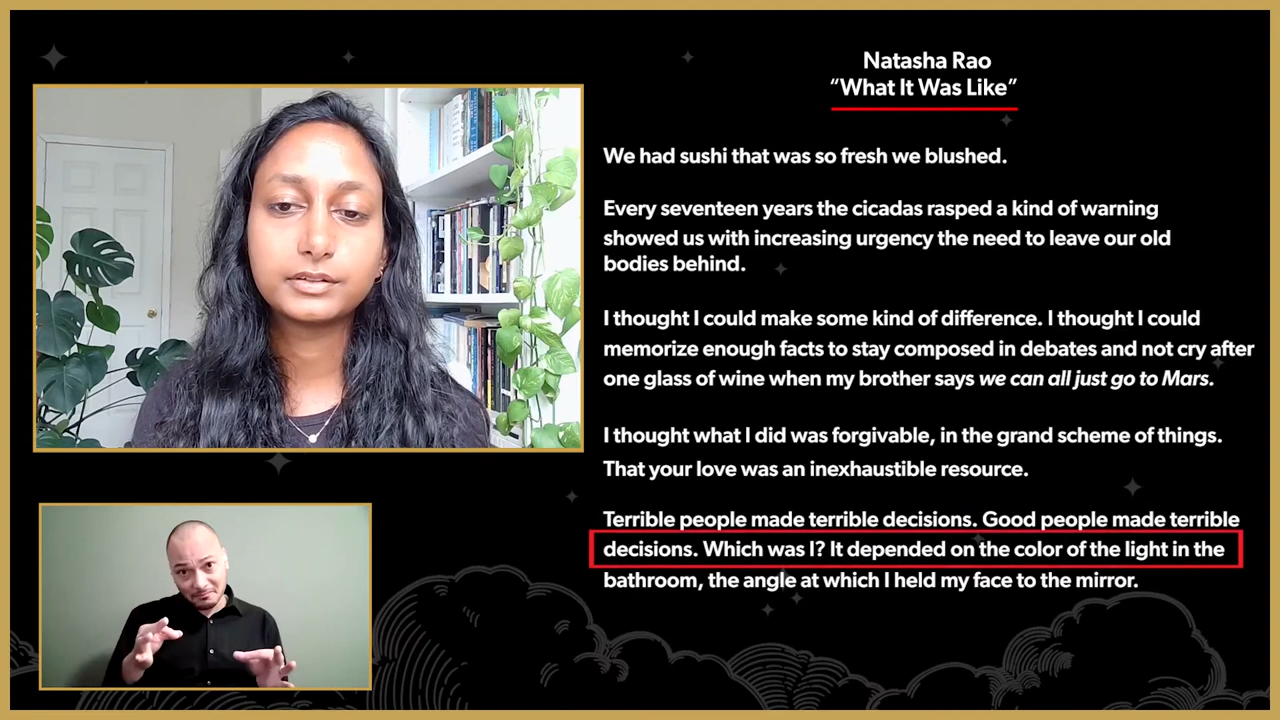 Natasha Rao
“What It Was Like”
We had sushi that was so fresh we blushed.
Every seventeen years the cicadas rasped a kind of warning
showed us with increasing urgency the need to leave our old
bodies behind.
I thought I could make some kind of difference. I thought I could
memorize enough facts to stay composed in debates and not cry after
one glass of wine when my brother says we can all just go to Mars.
I thought what I did was forgivable, in the grand scheme of things.
That your love was an inexhaustible resource.
Terrible people made terrible decisions. Good people made terrible
decisions. Which was I? It depended on the color of the light in the
bathroom, the angle at which I held my face to the mirror.